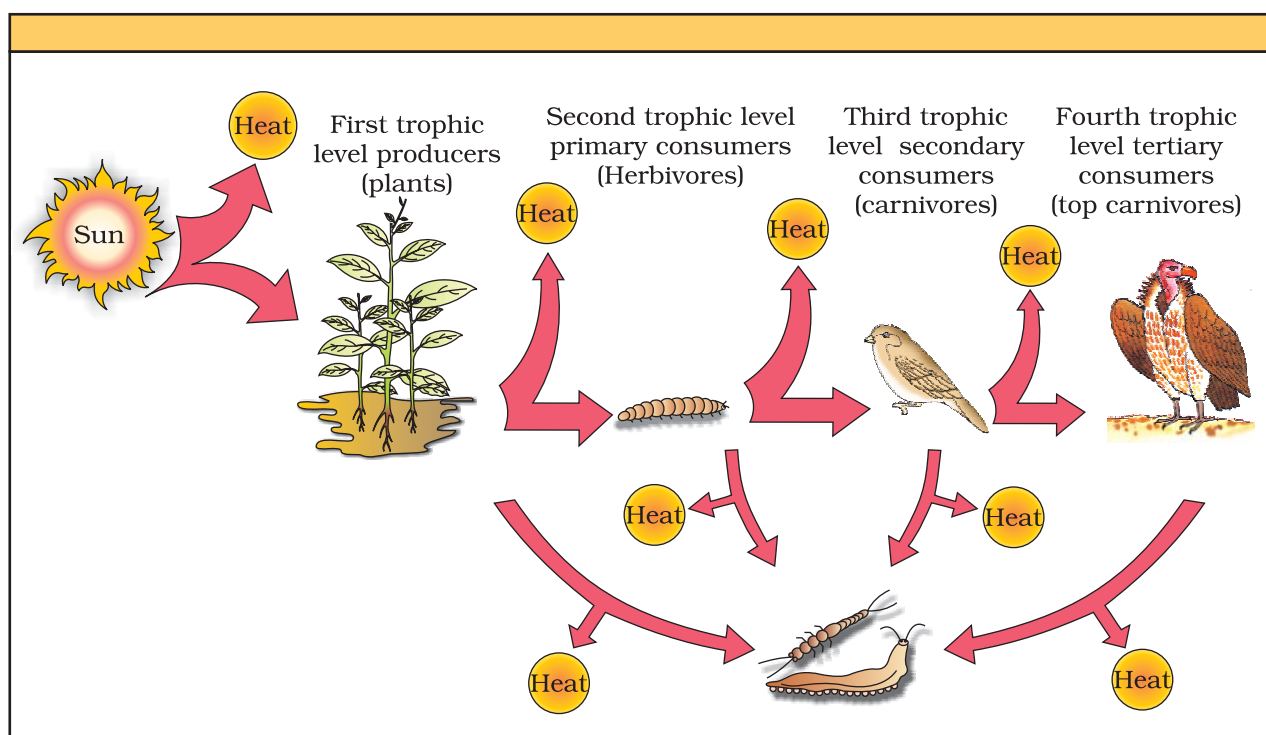 Heat
First trophic
level producers
(plants)
Second trophic level
primary consumers
(Herbivores)
Third trophic
level secondary
consumers
(carnivores)
Fourth trophic
level tertiary
consumers
(top carnivores)
Sun
Heat
Heat
Heat
Heat
Heat
Heat
Heat